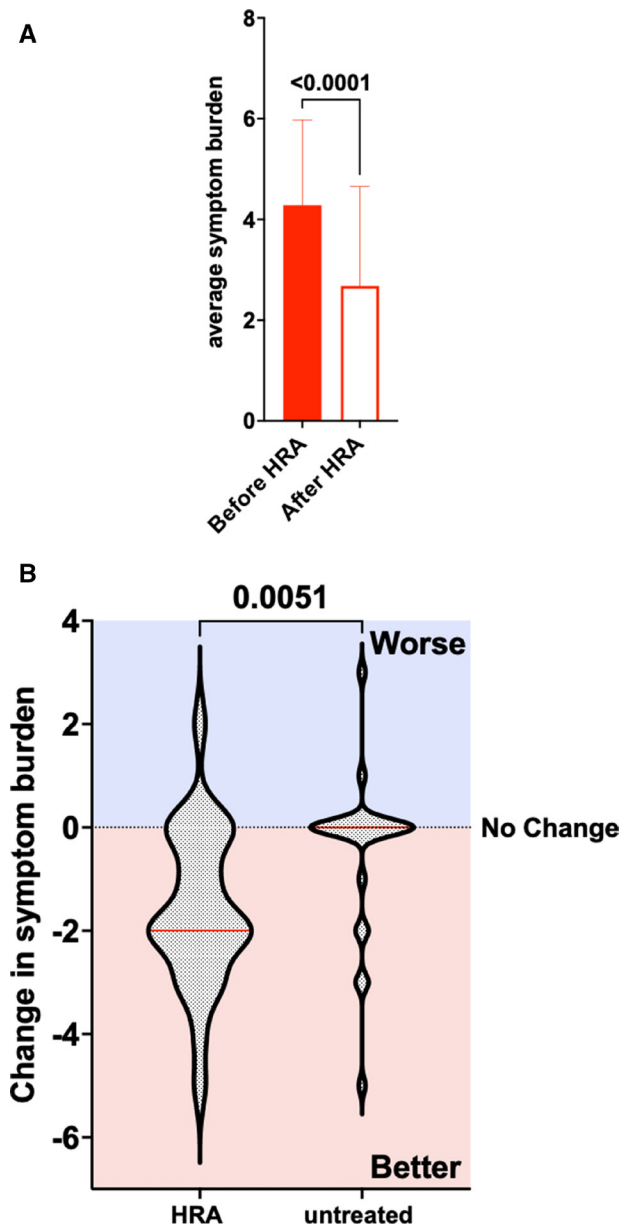 A
average symptom burden
8
6
4
2
0
<0.0001
Before HRA
After HRA
B
0.0051
Change in symptom burden
4
2
0
-2
-4
-6
Worse
No Change
Better
HRA
untreated